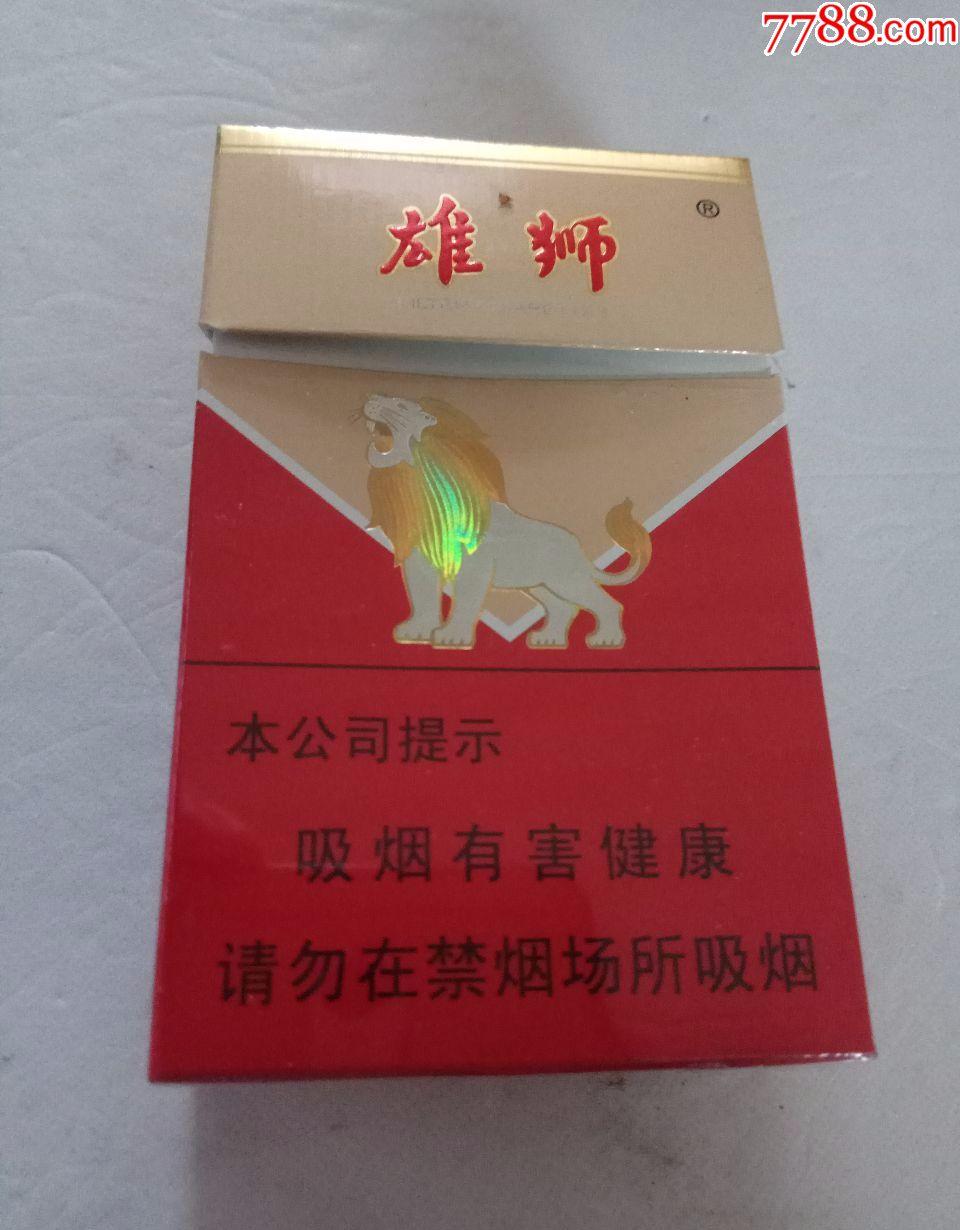 7788.com
雄狮 ®
本公司提示
吸烟有害健康
请勿在禁烟场所吸烟